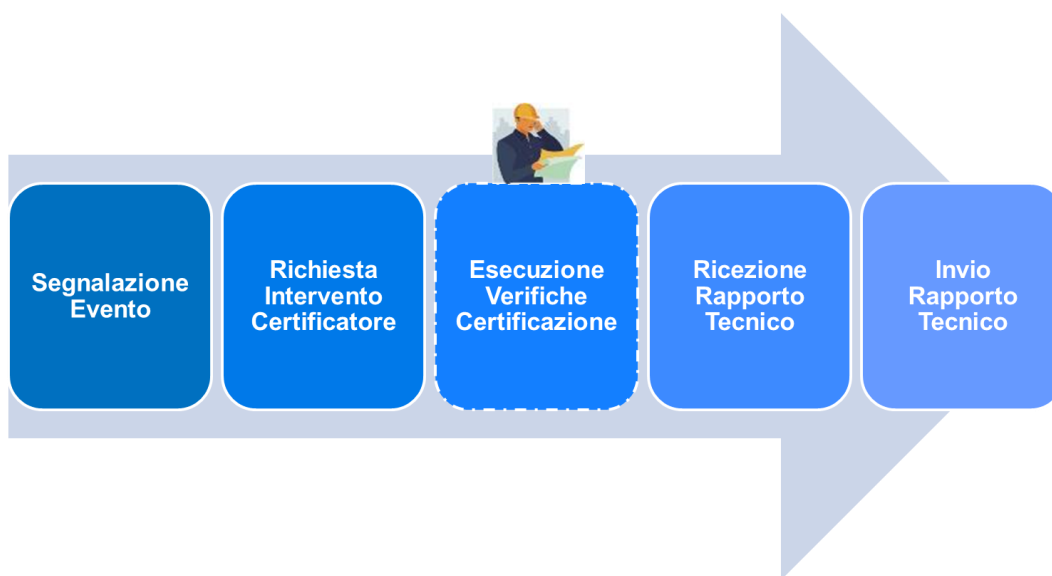 Segnalazione
Evento
Richiesta
Intervento
Certificatore
Esecuzione
Verifiche
Certificazione
Ricezione
Rapporto
Tecnico
Invio
Rapporto
Tecnico